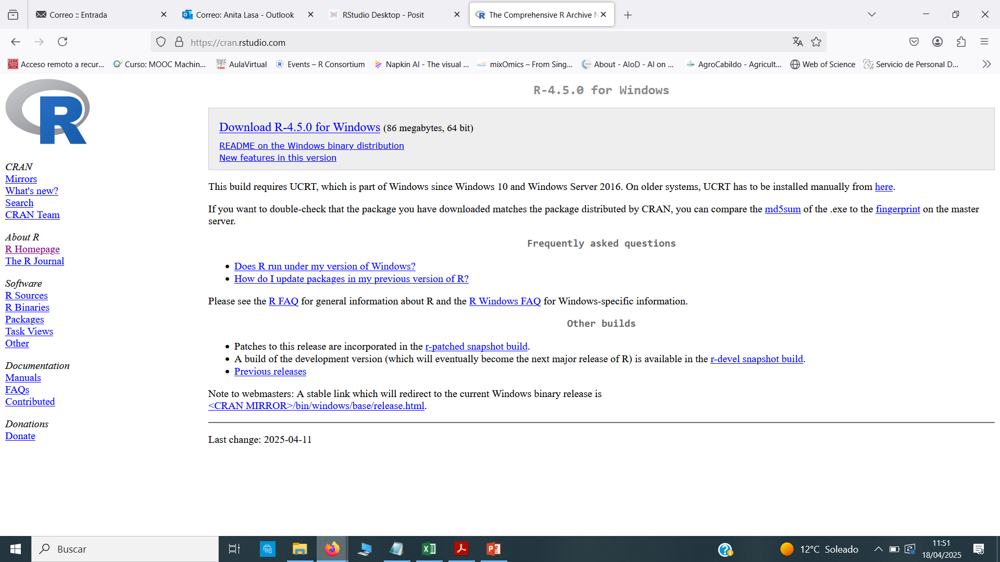 Correo :: Entrada
Correo: Anita Lasa - Outlook
RStudio Desktop - Posit
The Comprehensive R Archive N
https://cran.rstudio.com
Acceso remoto a recur...
Curso: MOOC Machin...
AulaVirtual
Events – R Consortium
Napkin AI - The visual ...
mixOmics – From Sing...
About - AIoD - AI on ...
AgroCabildo - Agricult...
Web of Science
Servicio de Personal D...
R
CRAN
Mirrors
What's new?
Search
CRAN Team
About R
R Homepage
The R Journal
Software
R Sources
R Binaries
Packages
Task Views
Other
Documentation
Manuals
FAQs
Contributed
Donations
Donate
R-4.5.0 for Windows
Download R-4.5.0 for Windows (86 megabytes, 64 bit)
README on the Windows binary distribution
New features in this version
This build requires UCRT, which is part of Windows since Windows 10 and Windows Server 2016. On older systems, UCRT has to be installed manually from here.
If you want to double-check that the package you have downloaded matches the package distributed by CRAN, you can compare the md5sum of the .exe to the fingerprint on the master
server.
Frequently asked questions
• Does R run under my version of Windows?
• How do I update packages in my previous version of R?
Please see the R FAQ for general information about R and the R Windows FAQ for Windows-specific information.
Other builds
• Patches to this release are incorporated in the r-patched snapshot build.
• A build of the development version (which will eventually become the next major release of R) is available in the r-devel snapshot build.
• Previous releases
Note to webmasters: A stable link which will redirect to the current Windows binary release is
<CRAN MIRROR>/bin/windows/base/release.html.
Last change: 2025-04-11
Buscar
12°C Soleado
11:51
18/04/2025